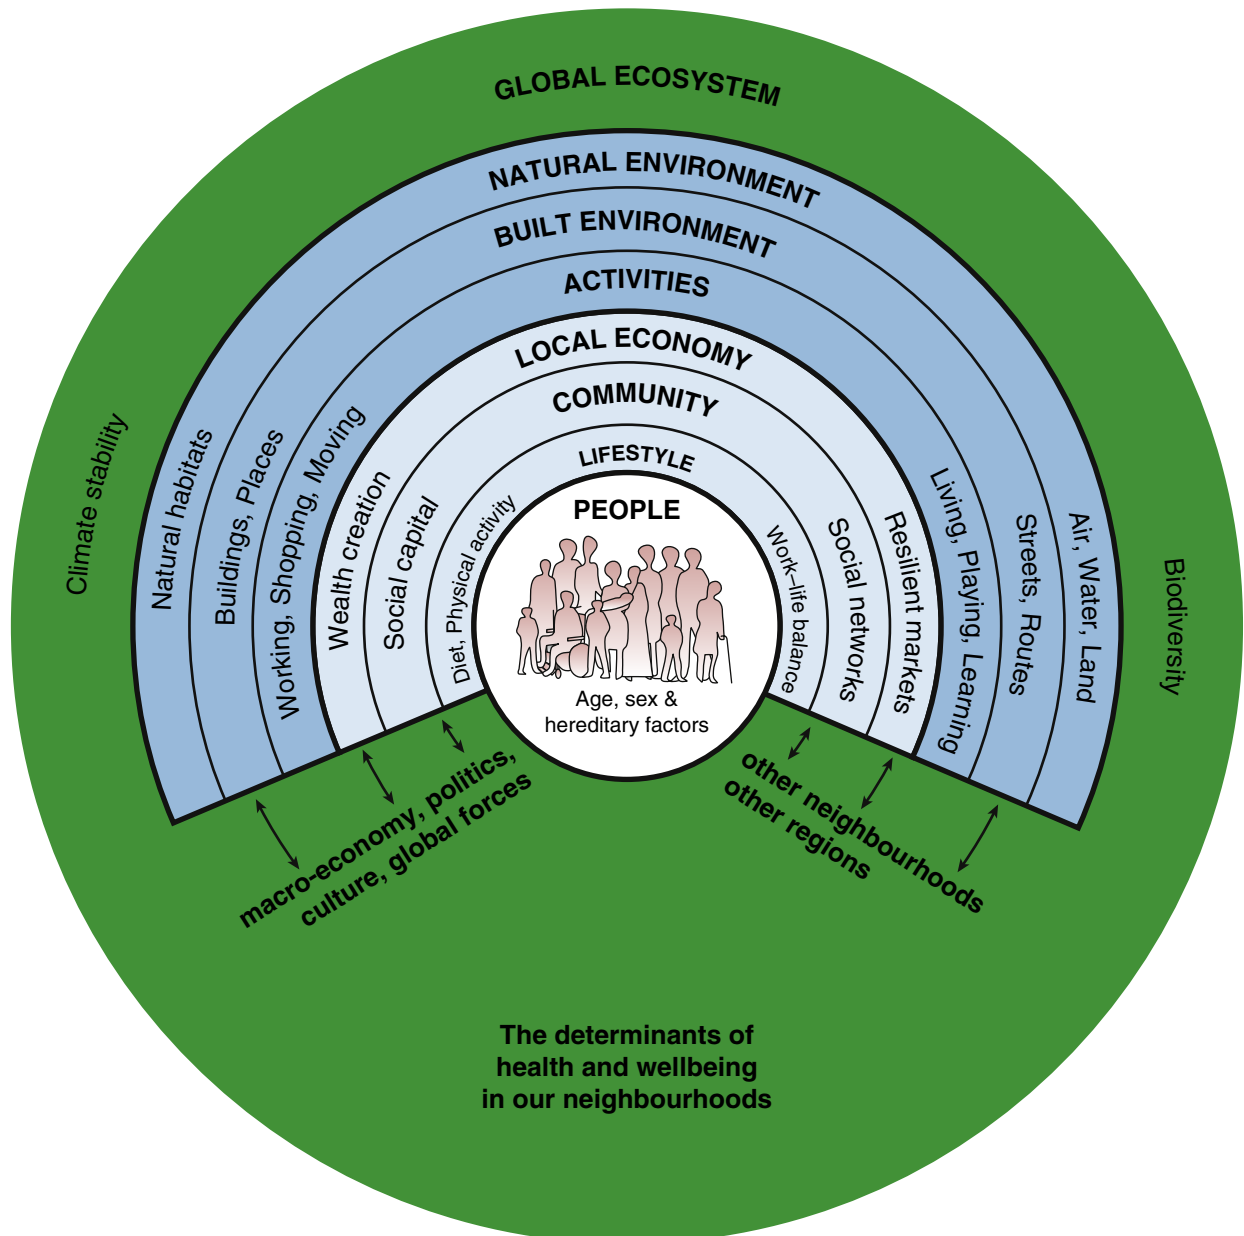 GLOBAL ECOSYSTEM
NATURAL ENVIRONMENT
BUILT ENVIRONMENT
ACTIVITIES
LOCAL ECONOMY
COMMUNITY
LIFESTYLE
PEOPLE
Climate stability
Natural habitats
Buildings, Places
Working, Shopping, Moving
Wealth creation
Social capital
Diet, Physical activity
Work–life balance
Social networks
Resilient markets
Living, Playing, Learning
Streets, Routes
Air, Water, Land
Biodiversity
Age, sex &
hereditary factors
macro-economy, politics,
culture, global forces
other neighbourhoods
other regions
The determinants of
health and wellbeing
in our neighbourhoods